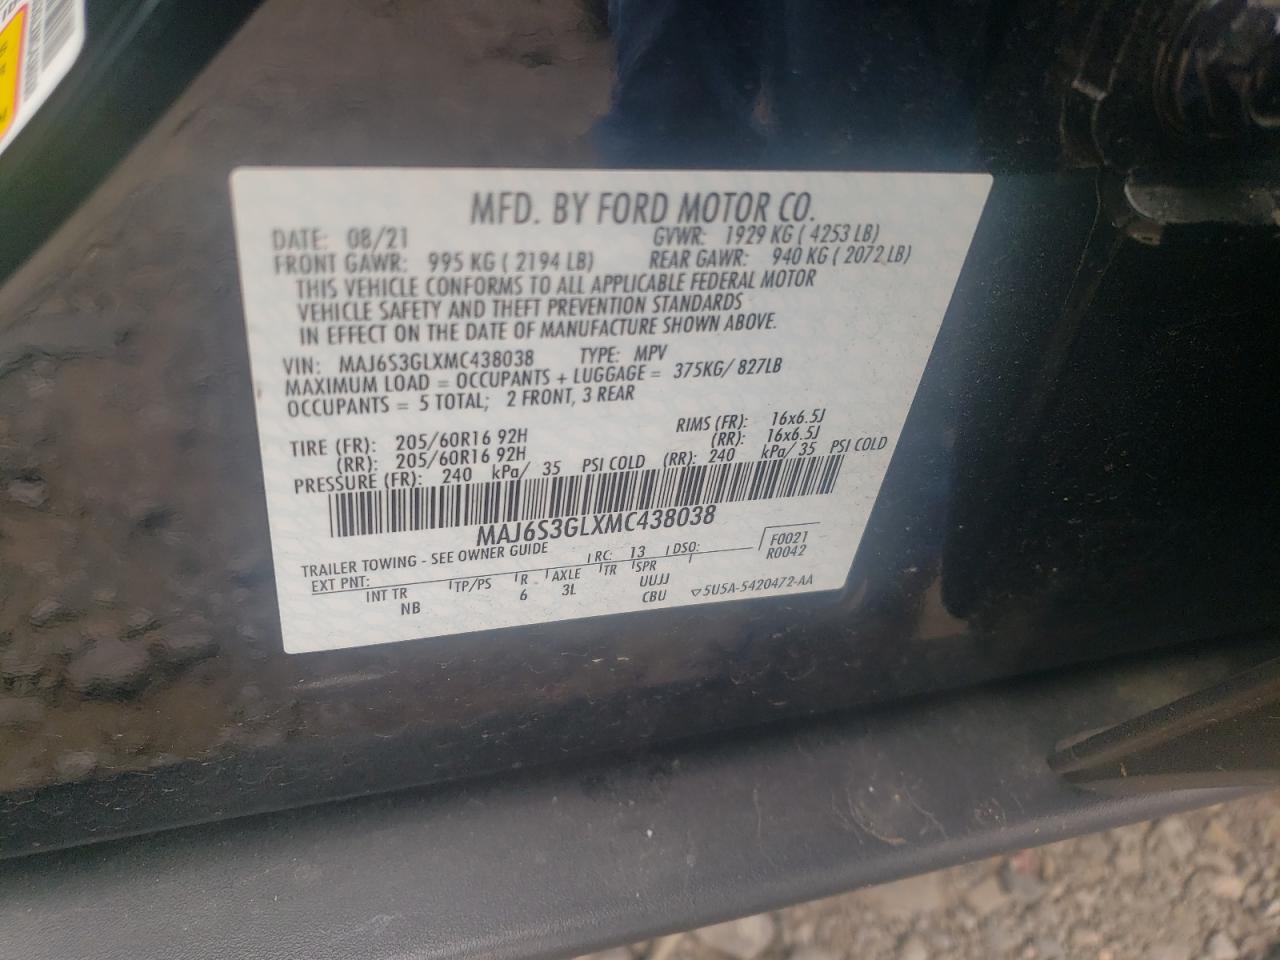 MFD. BY FORD MOTOR CO.
DATE: 08/21 GVWR: 1929 KG ( 4253 LB)
FRONT GAWR: 995 KG ( 2194 LB) REAR GAWR: 940 KG ( 2072 LB)
THIS VEHICLE CONFORMS TO ALL APPLICABLE FEDERAL MOTOR
VEHICLE SAFETY AND THEFT PREVENTION STANDARDS
IN EFFECT ON THE DATE OF MANUFACTURE SHOWN ABOVE.
VIN: MAJ6S3GLXMC438038 TYPE: MPV
MAXIMUM LOAD = OCCUPANTS + LUGGAGE = 375KG/ 827LB
OCCUPANTS = 5 TOTAL; 2 FRONT, 3 REAR
TIRE (FR): 205/60R16 92H RIMS (FR): 16x6.5J
(RR): 205/60R16 92H (RR): 16x6.5J
PRESSURE (FR): 240 kPa/ 35 PSI COLD (RR): 240 kPa/ 35 PSI COLD
MAJ6S3GLXMC438038
TRAILER TOWING - SEE OWNER GUIDE
EXT PNT: RC: 13 DSO: F0021
R0042
INT TR TP/PS R AXLE TR SPR
NB 6 3L UUJJ
CBU ▽5U5A-5420472-AA